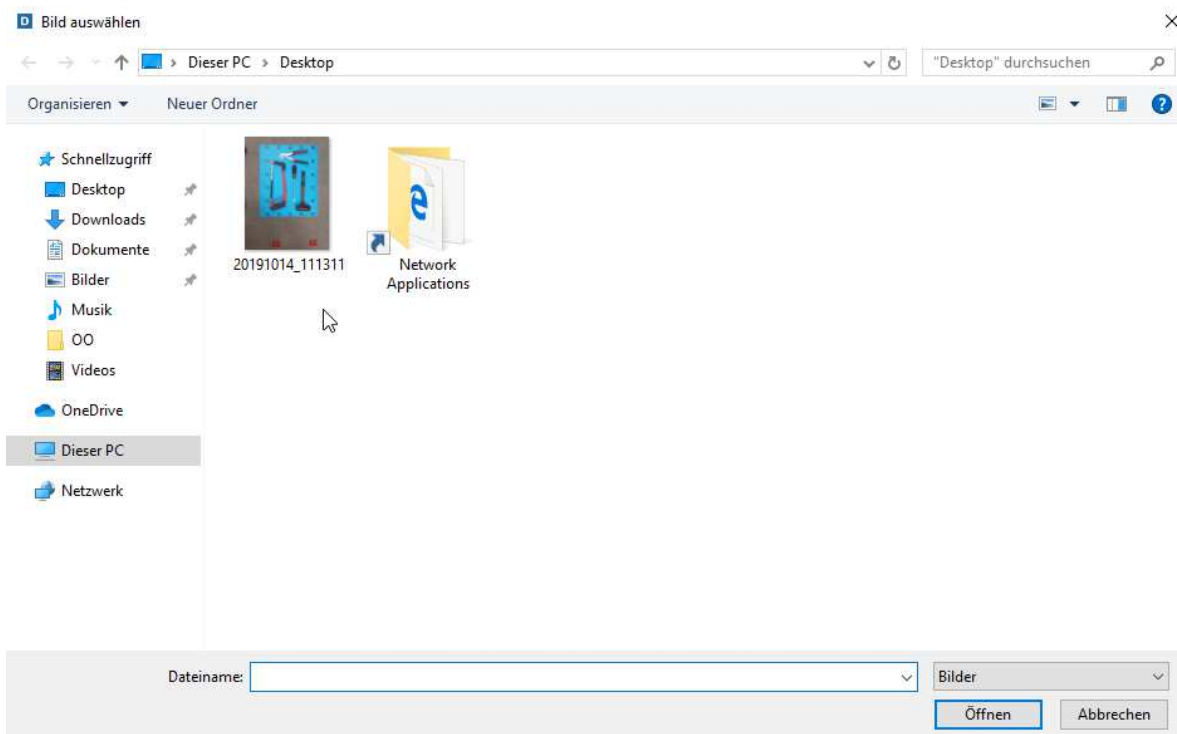 D Bild auswählen
Dieser PC > Desktop
"Desktop" durchsuchen
Organisieren
Neuer Ordner
Schnellzugriff
Desktop
Downloads
Dokumente
Bilder
Musik
OO
Videos
OneDrive
Dieser PC
Netzwerk
20191014_111311
Network
Applications
Dateiname:
Bilder
Öffnen
Abbrechen